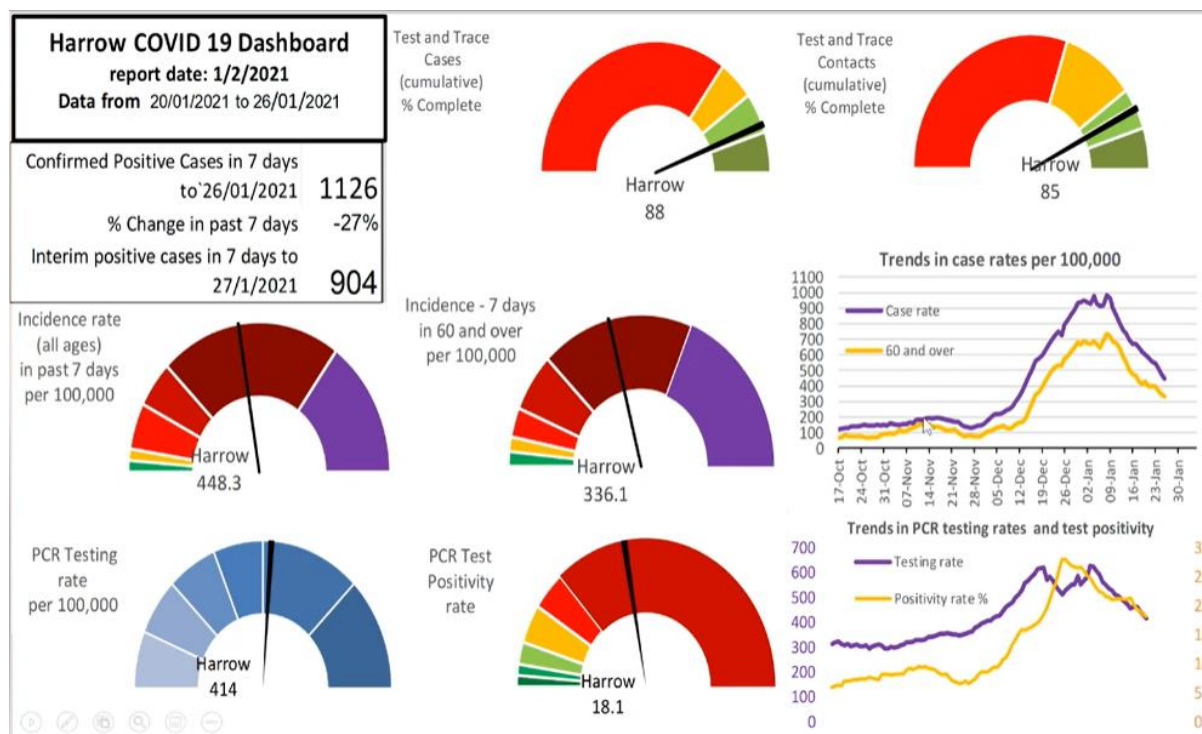 Harrow COVID 19 Dashboard
report date: 1/2/2021
Data from 20/01/2021 to 26/01/2021
Confirmed Positive Cases in 7 days
to`26/01/2021 1126
% Change in past 7 days -27%
Interim positive cases in 7 days to
27/1/2021 904
Test and Trace
Cases
(cumulative)
% Complete
Harrow
88
Test and Trace
Contacts
(cumulative)
% Complete
Harrow
85
Incidence rate
(all ages)
in past 7 days
per 100,000
Harrow
448.3
Incidence - 7 days
in 60 and over
per 100,000
Harrow
336.1
Trends in case rates per 100,000
1100
1000
900
800
700
600
500
400
300
200
100
0
Case rate
60 and over
17-Oct
24-Oct
31-Oct
07-Nov
14-Nov
21-Nov
28-Nov
05-Dec
12-Dec
19-Dec
26-Dec
02-Jan
09-Jan
16-Jan
23-Jan
30-Jan
PCR Testing
rate
per 100,000
Harrow
414
PCR Test
Positivity
rate
Harrow
18.1
Trends in PCR testing rates and test positivity
700
600
500
400
300
200
100
0
Testing rate
Positivity rate %
3
2
2
1
1
5
0